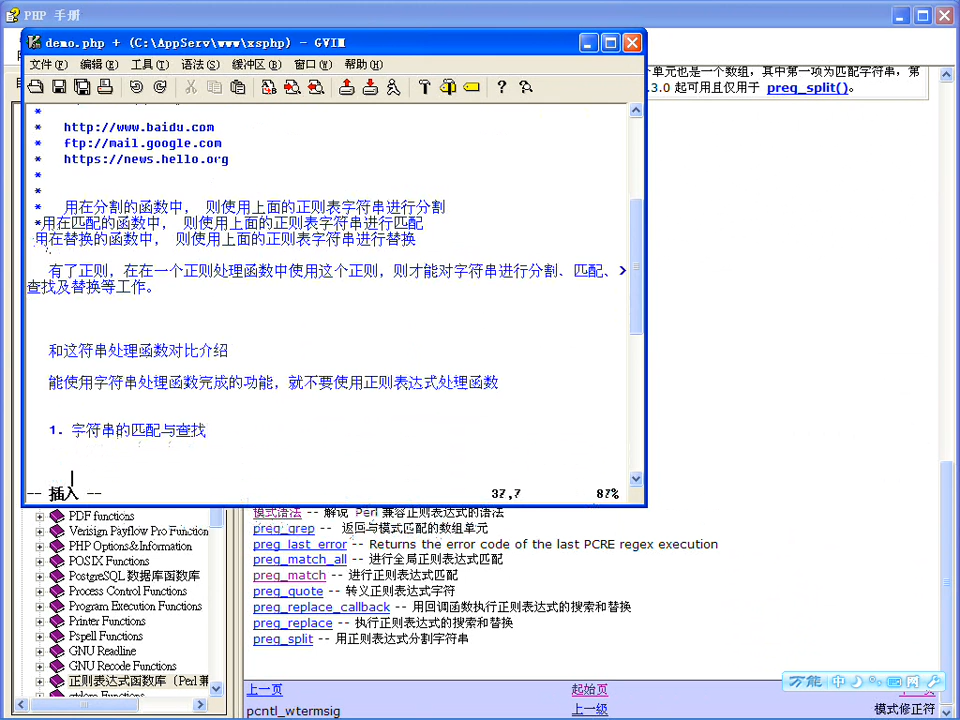 PHP 手册
demo.php + (C:\AppServ\www\xsphp) - GVIM
文件(F) 编辑(E) 工具(T) 语法(S) 缓冲区(B) 窗口(W) 帮助(H)
个单元也是一个数组，其中第一项为匹配字符串，第
.3.0 起可用且仅用于 preg_split()。
*
* http://www.baidu.com
* ftp://mail.google.com
* https://news.hello.org
*
*
* 用在分割的函数中， 则使用上面的正则表字符串进行分割
*用在匹配的函数中， 则使用上面的正则表字符串进行匹配
用在替换的函数中， 则使用上面的正则表字符串进行替换
有了正则，在在一个正则处理函数中使用这个正则，则才能对字符串进行分割、匹配、
查找及替换等工作。
和这符串处理函数对比介绍
能使用字符串处理函数完成的功能，就不要使用正则表达式处理函数
1. 字符串的匹配与查找
-- 插入 --
37,7
87%
PDF functions
Verisign Payflow Pro Function
PHP Options&Information
POSIX Functions
PostgreSQL 数据库函数库
Process Control Functions
Program Execution Functions
Printer Functions
Pspell Functions
GNU Readline
GNU Recode Functions
正则表达式函数库（Perl 兼
模式语法 -- 解说 Perl 兼容正则表达式的语法
preg_grep -- 返回与模式匹配的数组单元
preg_last_error -- Returns the error code of the last PCRE regex execution
preg_match_all -- 进行全局正则表达式匹配
preg_match -- 进行正则表达式匹配
preg_quote -- 转义正则表达式字符
preg_replace_callback -- 用回调函数执行正则表达式的搜索和替换
preg_replace -- 执行正则表达式的搜索和替换
preg_split -- 用正则表达式分割字符串
上一页
起始页
pcntl_wtermsig
上一级
模式修正符
万能 中